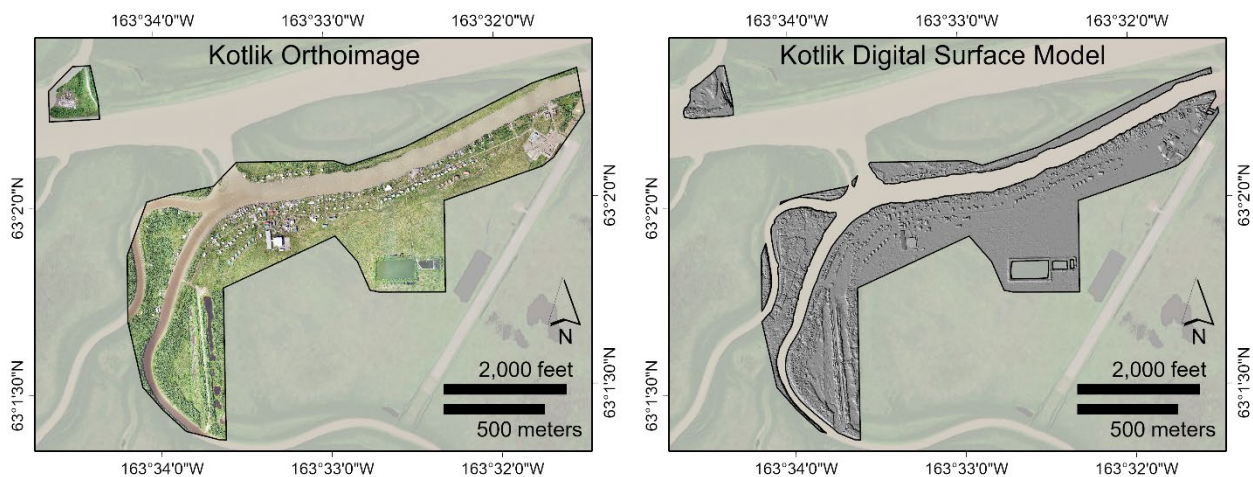 163°34'0"W 163°33'0"W 163°32'0"W
Kotlik Orthoimage
63°2'0"N
63°2'0"N
63°1'30"N
63°1'30"N
N
2,000 feet
500 meters
163°34'0"W 163°33'0"W 163°32'0"W
163°34'0"W 163°33'0"W 163°32'0"W
Kotlik Digital Surface Model
63°2'0"N
63°2'0"N
63°1'30"N
63°1'30"N
N
2,000 feet
500 meters
163°34'0"W 163°33'0"W 163°32'0"W